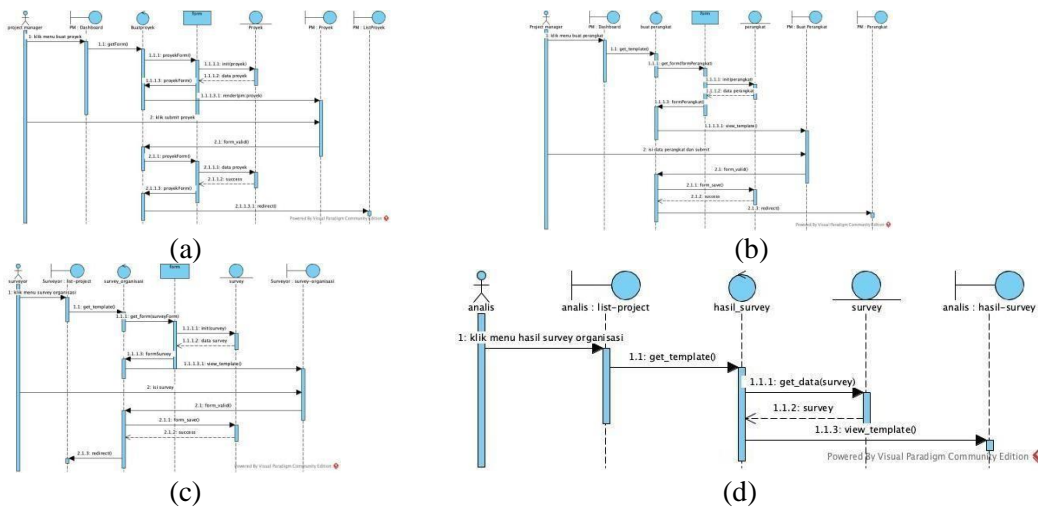 form
project manager
PM : Dashboard
Buatproyek
Proyek
PM : Proyek
PM : ListProyek
1: klik menu buat proyek
1.1: getForm()
1.1.1: proyekForm()
1.1.1.1: init(proyek)
1.1.1.2: data proyek
1.1.1.3: proyekForm()
1.1.1.3.1: render(pm.proyek)
2: klik submit proyek
2.1: form_valid()
2.1.1: proyekForm()
2.1.1.1: data proyek
2.1.1.2: success
2.1.1.3: proyekForm()
2.1.1.3.1: redirect()
Powered By Visual Paradigm Community Edition
(a)
form
Project manager
PM : Dashboard
buat perangkat
perangkat
PM : Buat Perangkat
PM : Perangkat
1: klik menu buat perangkat
1.1: get_template()
1.1.1: get_form(formPerangkat)
1.1.1.1: init(perangkat)
1.1.1.2: data perangkat
1.1.1.3: formPerangkat()
1.1.1.3.1: view_template()
2: isi data perangkat dan submit
2.1: form_valid()
2.1.1: form_save()
2.1.2: success
2.1.3: redirect()
Powered By Visual Paradigm Community Edition
(b)
form
surveyor
Surveyor : list-project
survey_organisasi
survey
Surveyor : survey-organisasi
1: klik menu survey organisasi
1.1: get_template()
1.1.1: get_form(surveyForm)
1.1.1.1: init(survey)
1.1.1.2: data survey
1.1.1.3: formSurvey
1.1.1.3.1: view_template()
2: isi survey
2.1: form_valid()
2.1.1: form_save()
2.1.2: success
2.1.3: redirect()
Powered By Visual Paradigm Community Edition
(c)
analis
analis : list-project
hasil_survey
survey
analis : hasil-survey
1: klik menu hasil survey organisasi
1.1: get_template()
1.1.1: get_data(survey)
1.1.2: survey
1.1.3: view_template()
Powered By Visual Paradigm Community Edition
(d)